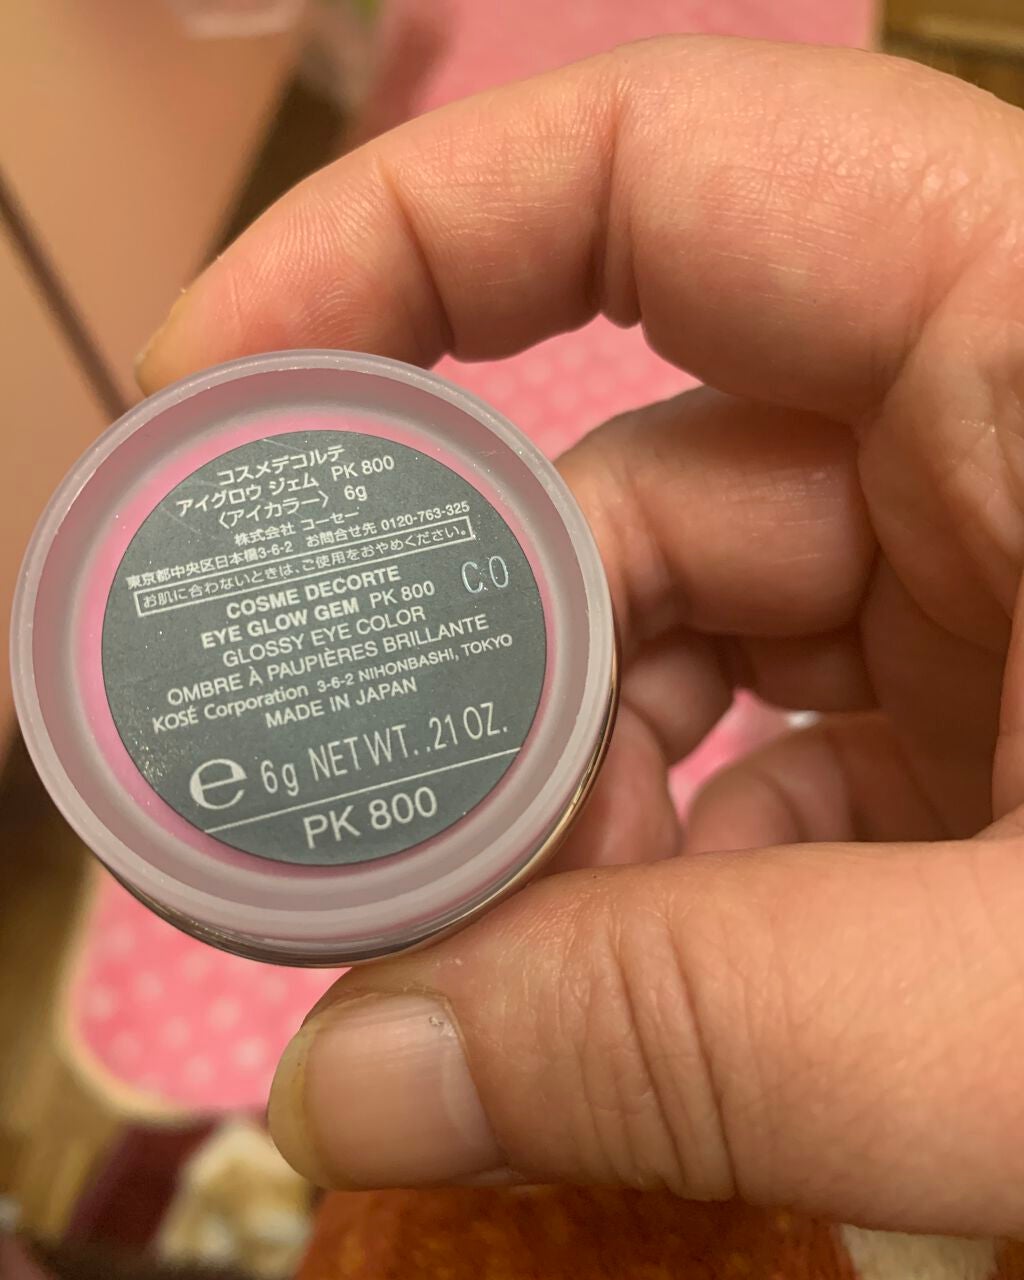 コスメデコルテ
アイグロウ ジェム PK 800
〈アイカラー〉 6g
株式会社 コーセー
東京都中央区日本橋3-6-2 お問合せ先 0120-763-325
お肌に合わないときは、ご使用をおやめください。
COSME DECORTE
EYE GLOW GEM PK 800
CO
GLOSSY EYE COLOR
OMBRE À PAUPIÈRES BRILLANTE
KOSÉ Corporation 3-6-2 NIHONBASHI, TOKYO
MADE IN JAPAN
e 6g NET WT. .21 OZ.
PK 800